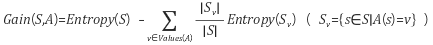 Gain(S,A)=Entropy(S) - ∑_{v∈Values(A)} |S_v|/|S| Entropy(S_v) ( S_v={s∈S|A(s)=v} )